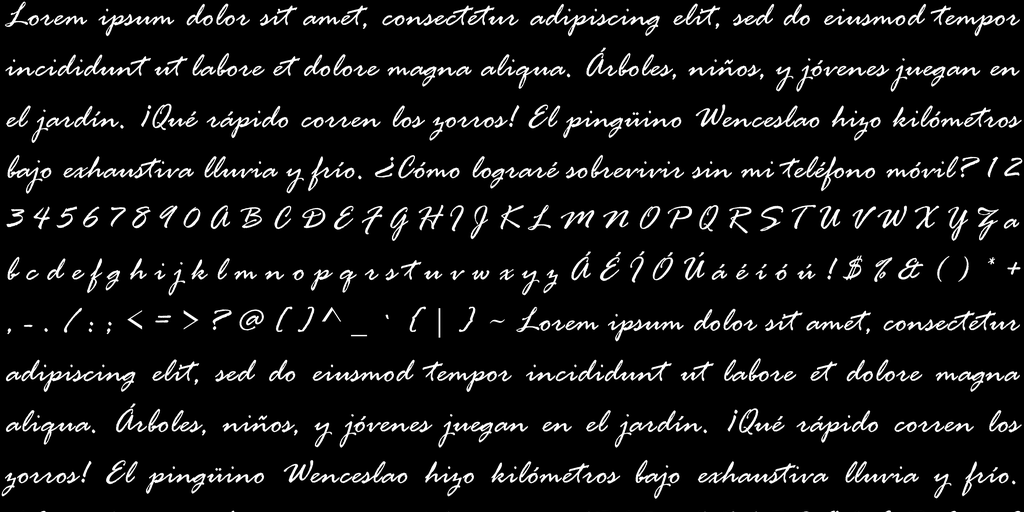 Lorem ipsum dolor sit amet, consectetur adipiscing elit, sed do eiusmod tempor
incididunt ut labore et dolore magna aliqua. Árboles, niños, y jóvenes juegan en
el jardín. ¡Qué rápido corren los zorros! El pingüino Wenceslao hizo kilómetros
bajo exhaustiva lluvia y frío. ¿Cómo lograré sobrevivir sin mi teléfono móvil? 1 2
3 4 5 6 7 8 9 0 A B C D E F G H I J K L M N O P Q R S T U V W X Y Z a
b c d e f g h i j k l m n o p q r s t u v w x y z Á É Í Ó Ú á é í ó ú ! $ % & ( ) * +
, - . / : ; < = > ? @ [ ] ^ _ ` { | } ~ Lorem ipsum dolor sit amet, consectetur
adipiscing elit, sed do eiusmod tempor incididunt ut labore et dolore magna
aliqua. Árboles, niños, y jóvenes juegan en el jardín. ¡Qué rápido corren los
zorros! El pingüino Wenceslao hizo kilómetros bajo exhaustiva lluvia y frío.